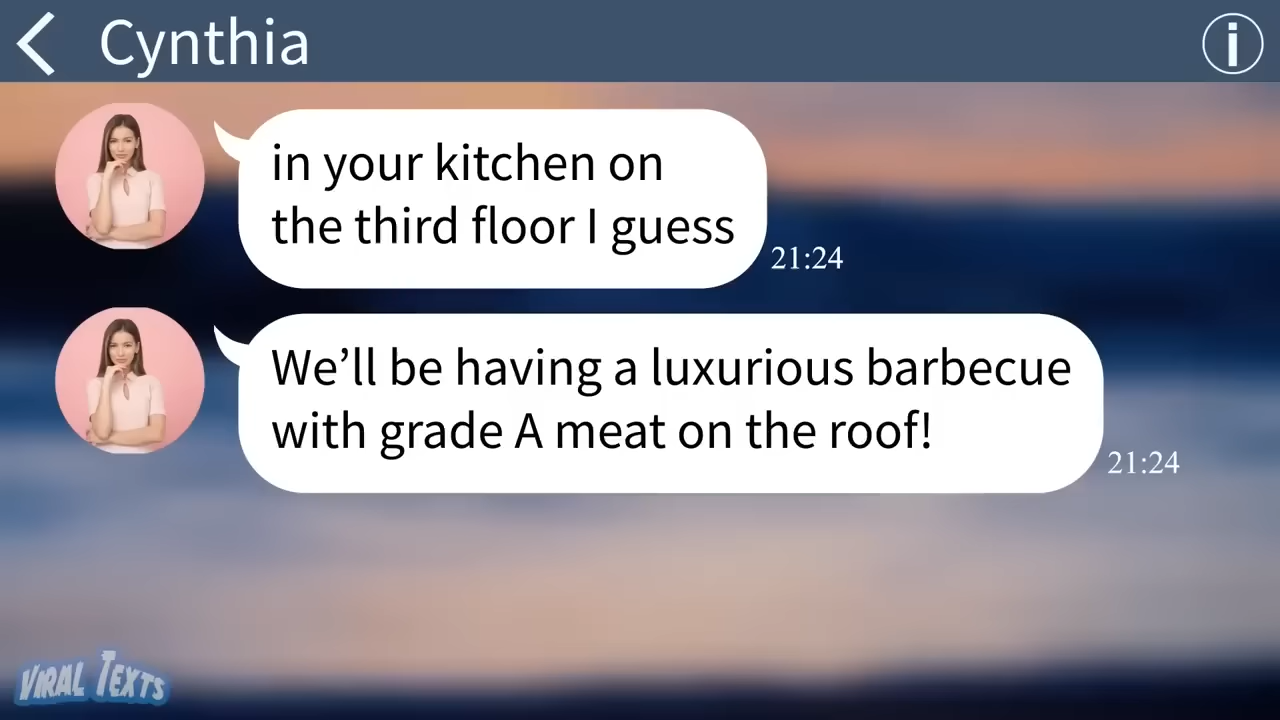 Cynthia
in your kitchen on
the third floor I guess
21:24
We’ll be having a luxurious barbecue
with grade A meat on the roof!
21:24
VIRAL TEXTS